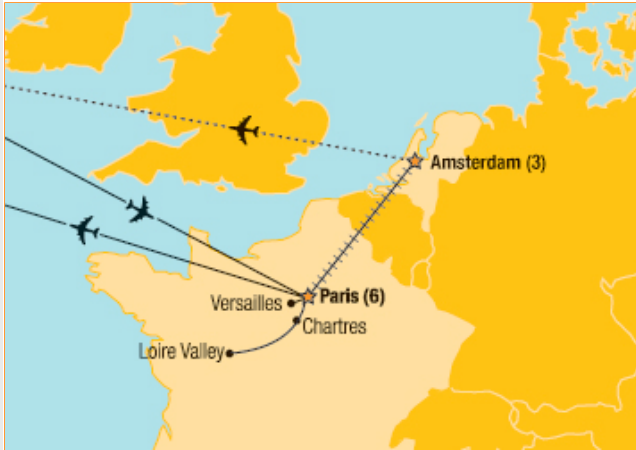 Amsterdam (3)
Paris (6)
Versailles
Chartres
Loire Valley